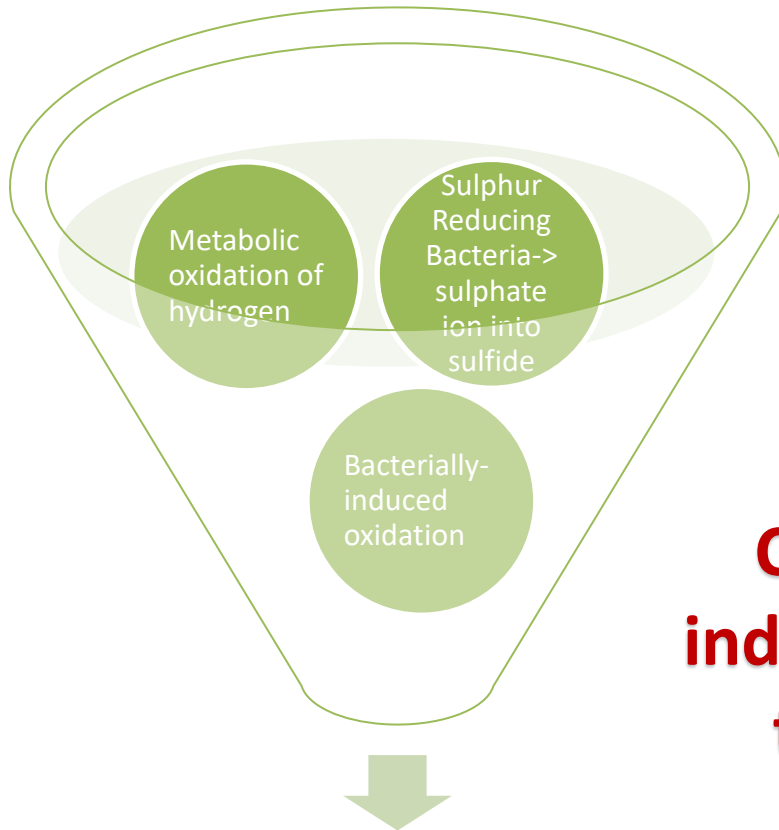 Metabolic
oxidation of
hydrogen
Sulphur
Reducing
Bacteria->
sulphate
ion into
sulfide
Bacterially-
induced
oxidation